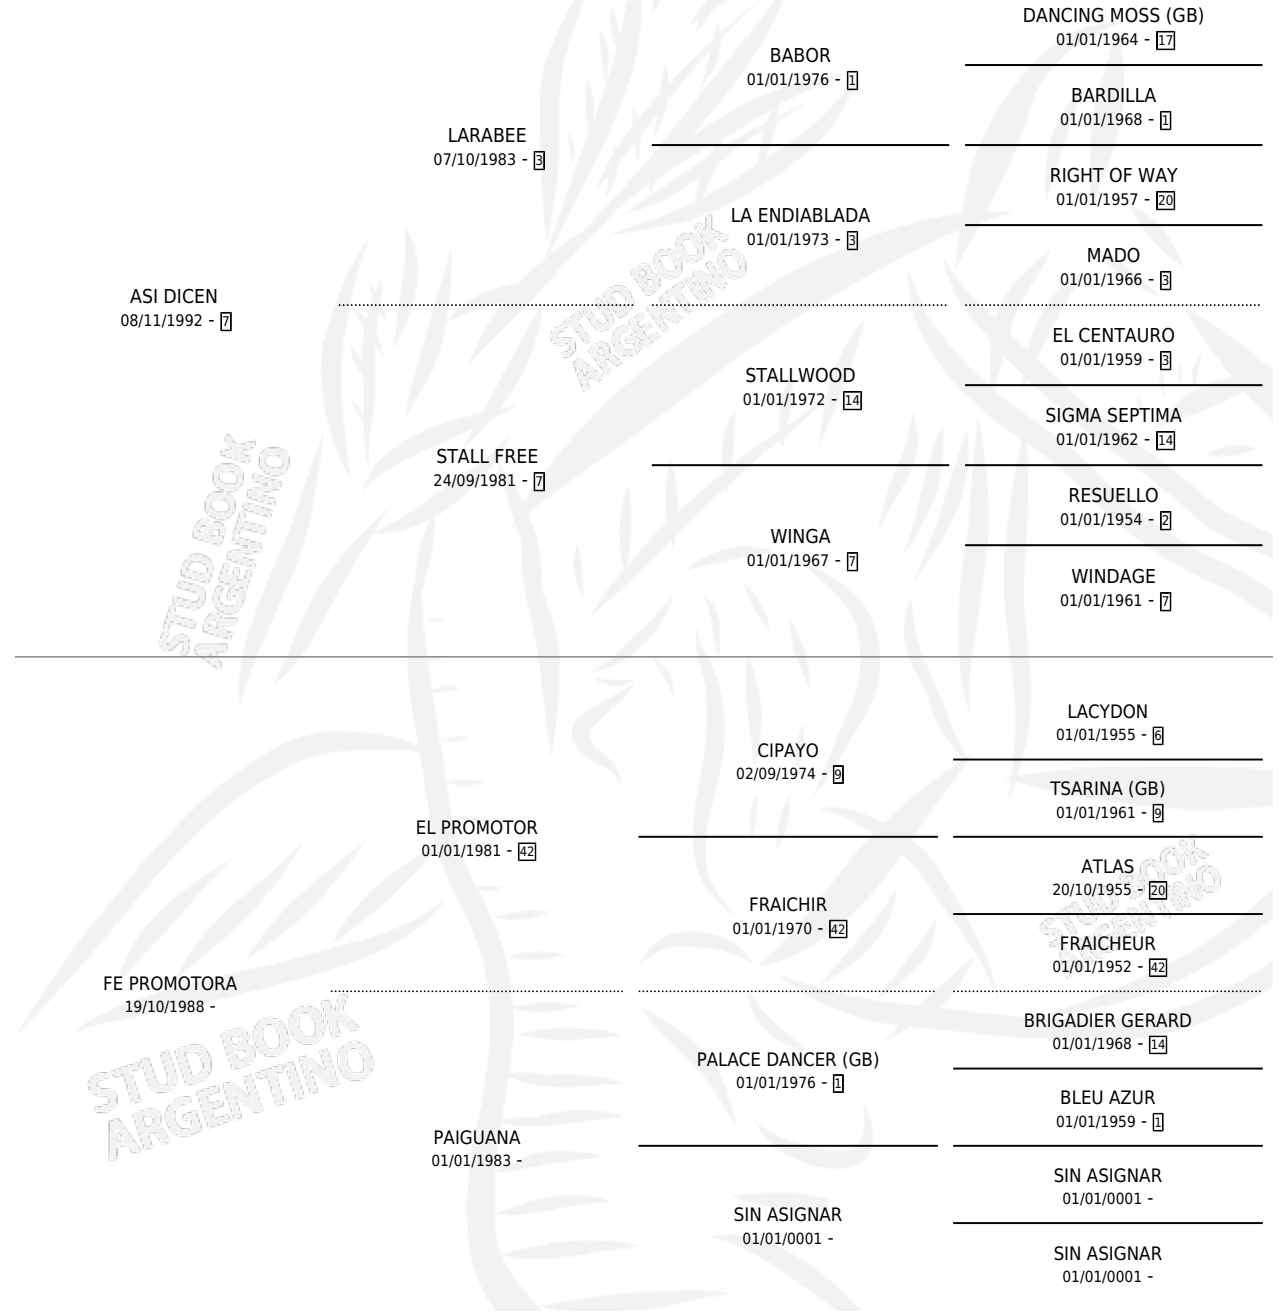 DANCING MOSS (GB)
01/01/1964 - 17
BABOR
01/01/1976 - 1
BARDILLA
01/01/1968 - 1
LARABEE
07/10/1983 - 3
RIGHT OF WAY
01/01/1957 - 20
LA ENDIABLADA
01/01/1973 - 3
MADO
01/01/1966 - 3
ASI DICEN
08/11/1992 - 7
EL CENTAURO
01/01/1959 - 3
STALLWOOD
01/01/1972 - 14
SIGMA SEPTIMA
01/01/1962 - 14
STALL FREE
24/09/1981 - 7
RESUELLO
01/01/1954 - 2
WINGA
01/01/1967 - 7
WINDAGE
01/01/1961 - 7
LACYDON
01/01/1955 - 6
CIPAYO
02/09/1974 - 9
TSARINA (GB)
01/01/1961 - 9
EL PROMOTOR
01/01/1981 - 42
ATLAS
20/10/1955 - 20
FRAICHIR
01/01/1970 - 42
FRAICHEUR
01/01/1952 - 42
FE PROMOTORA
19/10/1988 -
BRIGADIER GERARD
01/01/1968 - 14
PALACE DANCER (GB)
01/01/1976 - 1
BLEU AZUR
01/01/1959 - 1
PAIGUANA
01/01/1983 -
SIN ASIGNAR
01/01/0001 -
SIN ASIGNAR
01/01/0001 -
SIN ASIGNAR
01/01/0001 -
STUD BOOK
ARGENTINO
STUD BOOK
ARGENTINO
STUD BOOK
ARGENTINO
STUD BOOK
ARGENTINO